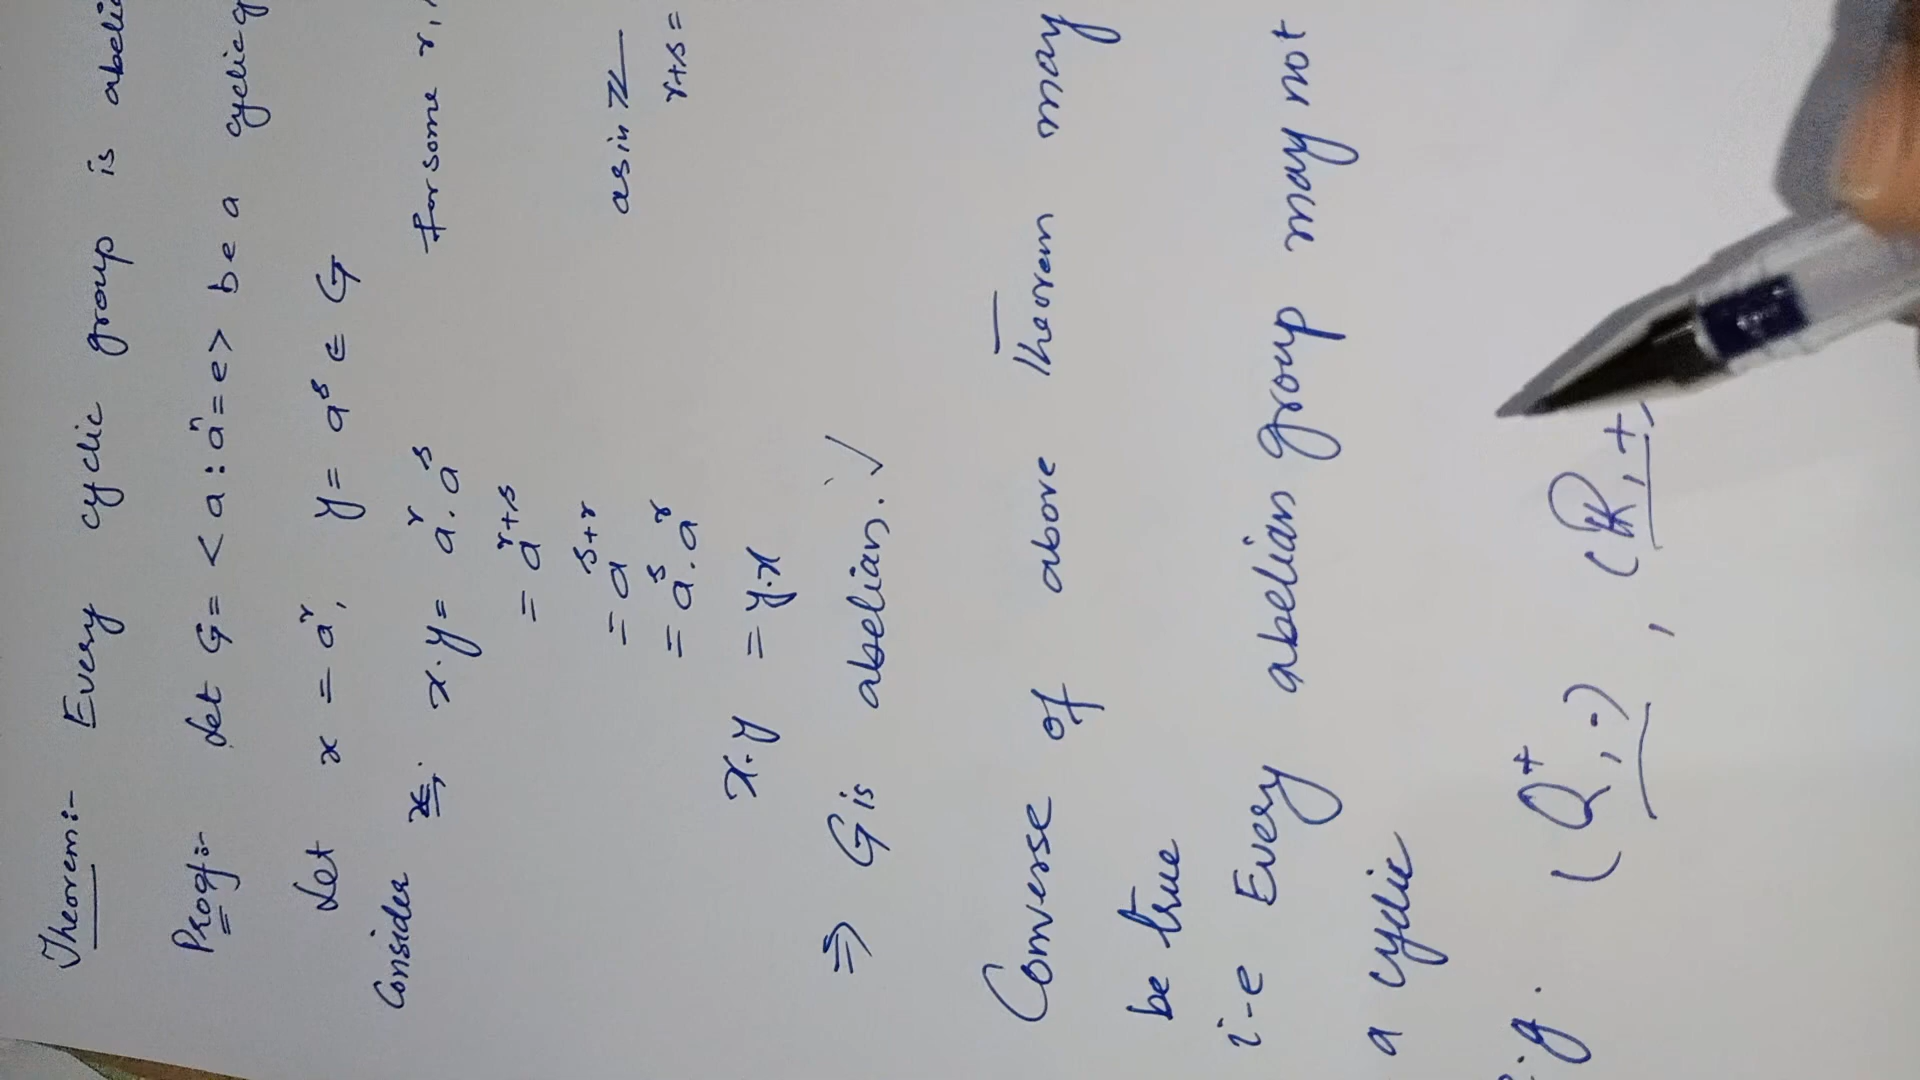 Theorem:- Every cyclic group is abelia
Proof:- Let G = < a : aⁿ = e > be a cyclic g
Let x = aʳ, y = aˢ ∈ G
for some r,
Consider x·y = aʳ·aˢ
= aʳ⁺ˢ
= aˢ⁺ʳ as in Z
= aˢ·aʳ r+s =
x·y = y·x
⇒ G is abelian. ✓
Converse of above Theorem may
be true
i-e Every abelian group may not
a cyclic
.g. (Q⁺, ·) , (R, +)